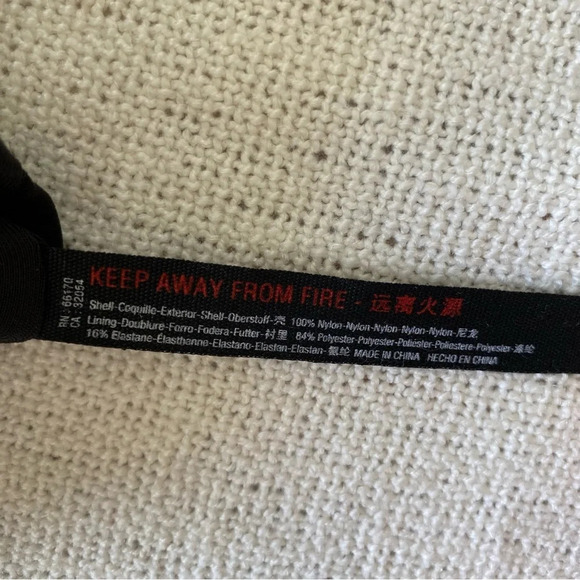 RN - 66170
CA - 32054
KEEP AWAY FROM FIRE - 远离火源
Shell-Coquille-Exterior-Shell-Oberstoff-壳 100% Nylon-Nylon-Nylon-Nylon-Nylon-尼龙
Lining-Doublure-Forro-Fodera-Futter-衬里 84% Polyester-Polyester-Poliéster-Poliestere-Polyester-涤纶
16% Elastane-Élasthanne-Elastano-Elastan-Elastan-氨纶 MADE IN CHINA HECHO EN CHINA